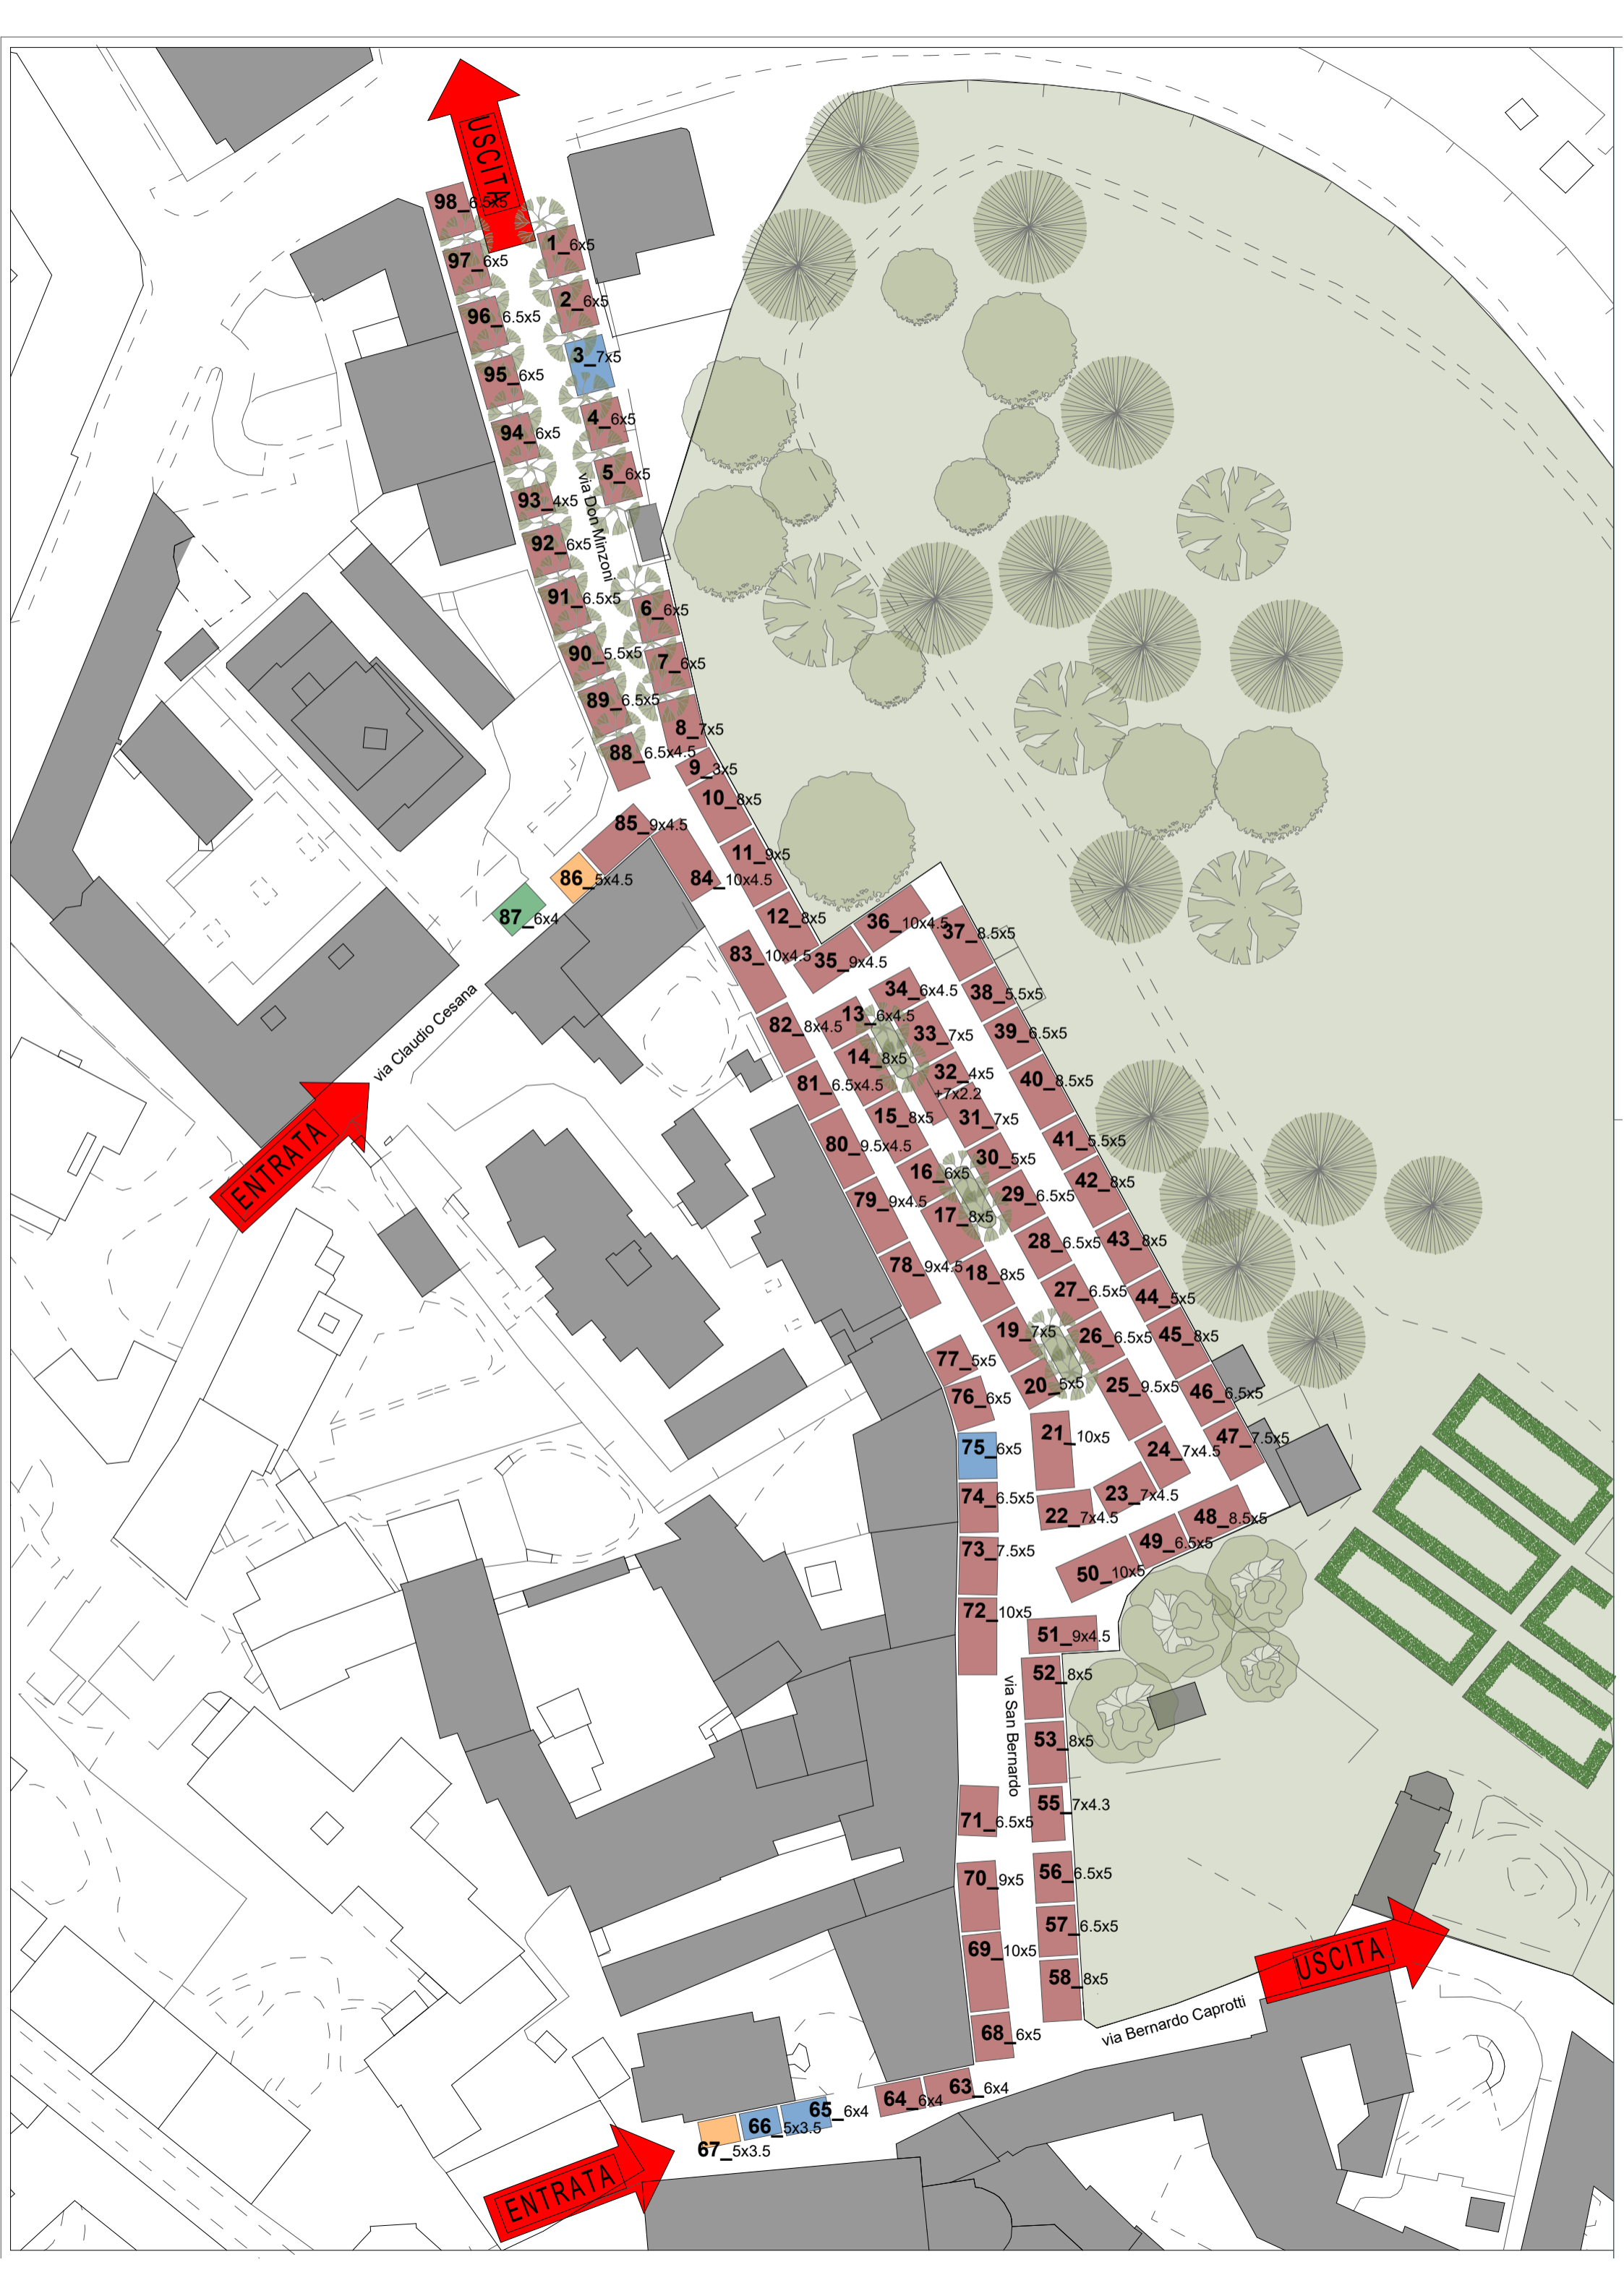 USCITA
98_6.5x5
1_6x5
97_6x5
2_6x5
96_6.5x5
3_7x5
95_6x5
4_6x5
94_6x5
5_6x5
via Don Minzoni
93_4x5
92_6x5
91_6.5x5
6_6x5
90_5.5x5
7_6x5
89_6.5x5
8_7x5
88_6.5x4.5
9_3x5
10_8x5
85_9x4.5
11_9x5
86_5x4.5
84_10x4.5
87_6x4
12_8x5
36_10x4.5
37_8.5x5
83_10x4.5
35_9x4.5
34_6x4.5
38_5.5x5
via Claudio Cesana
82_8x4.5
13_6x4.5
33_7x5
39_6.5x5
14_8x5
32_4x5
+7x2.2
40_8.5x5
81_6.5x4.5
15_8x5
31_7x5
ENTRATA
80_9.5x4.5
41_5.5x5
30_5x5
16_6x5
42_8x5
79_9x4.5
29_6.5x5
17_8x5
28_6.5x5
43_8x5
78_9x4.5
18_8x5
27_6.5x5
44_5x5
19_7x5
26_6.5x5
45_8x5
77_5x5
20_5x5
25_9.5x5
46_6.5x5
76_6x5
21_10x5
47_7.5x5
75_6x5
24_7x4.5
74_6.5x5
23_7x4.5
22_7x4.5
48_8.5x5
49_6.5x5
73_7.5x5
50_10x5
72_10x5
51_9x4.5
52_8x5
via San Bernardo
53_8x5
55_7x4.3
71_6.5x5
56_6.5x5
70_9x5
57_6.5x5
69_10x5
USCITA
58_8x5
via Bernardo Caprotti
68_6x5
63_6x4
64_6x4
65_6x4
66_5x3.5
67_5x3.5
ENTRATA